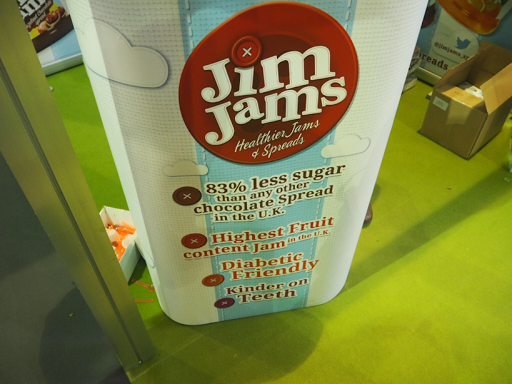 Jim
Jams
Healthier Jams
& Spreads
83% less sugar
than any other
chocolate Spread
in the U.K.
Highest Fruit
content Jam in the U.K.
Diabetic
Friendly
Kinder on
Teeth